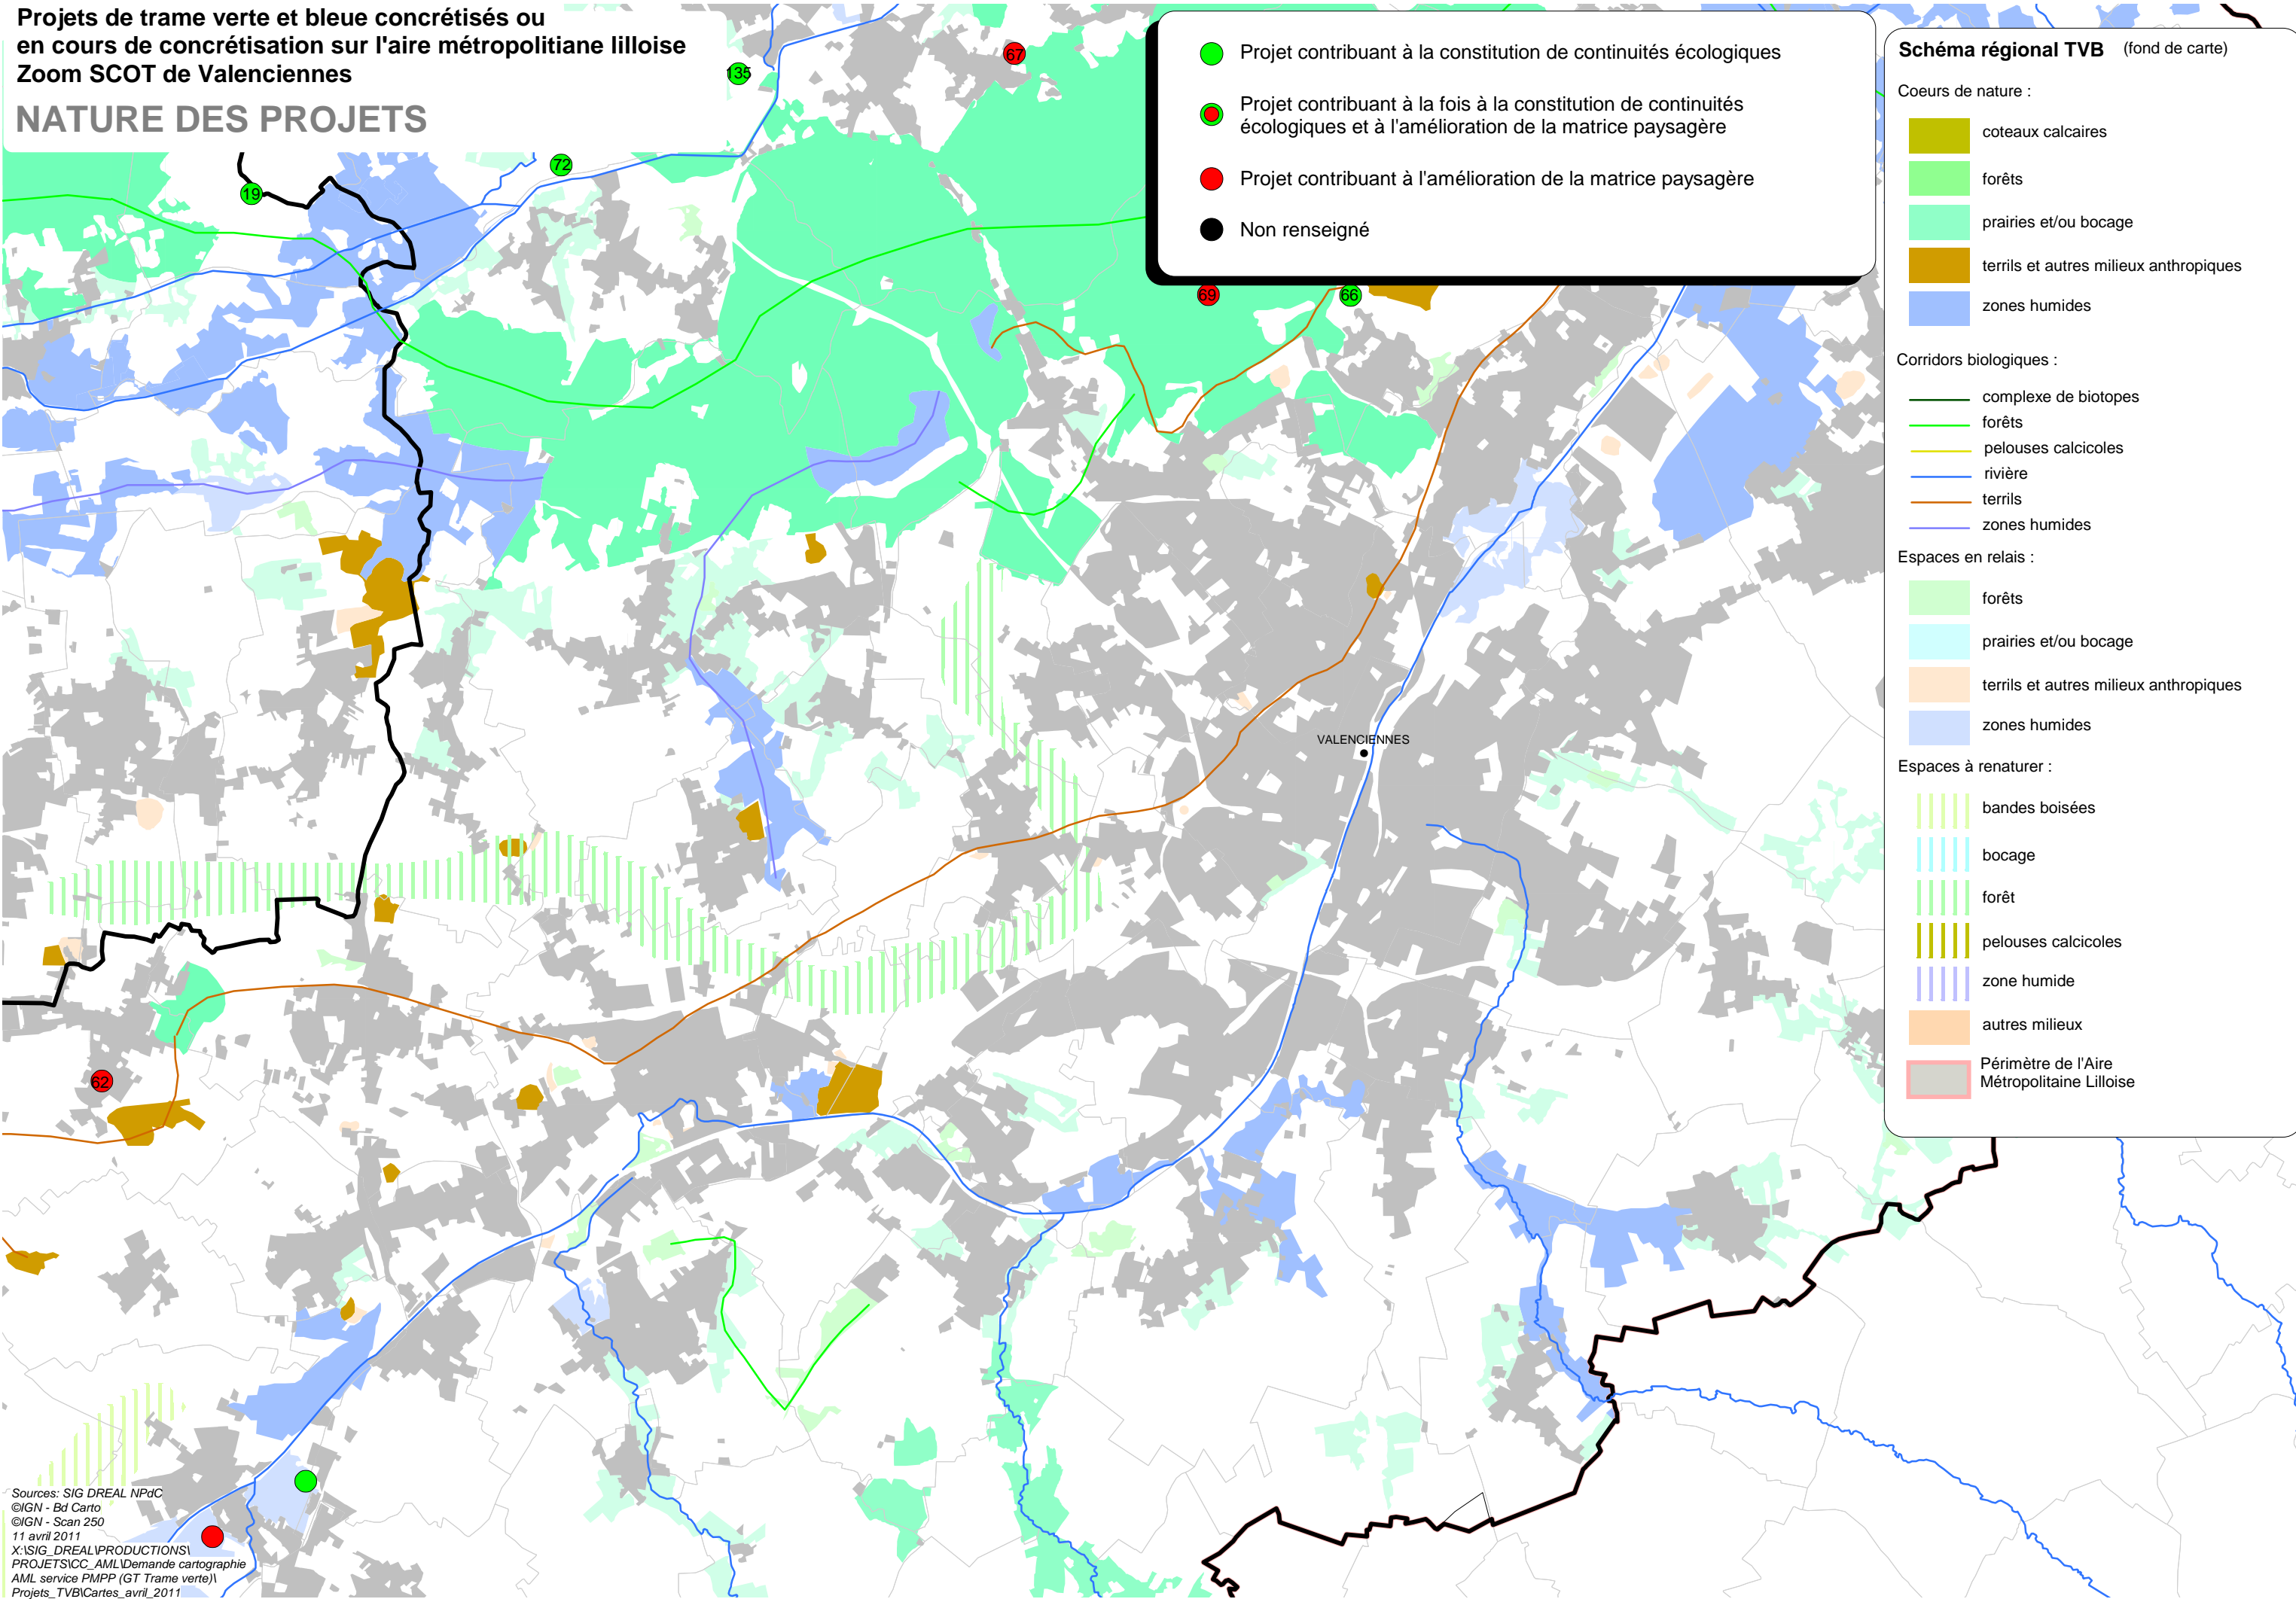 Projets de trame verte et bleue concrétisés ou
en cours de concrétisation sur l'aire métropolitiane lilloise
Zoom SCOT de Valenciennes
NATURE DES PROJETS
Projet contribuant à la constitution de continuités écologiques
Projet contribuant à la fois à la constitution de continuités
écologiques et à l'amélioration de la matrice paysagère
Projet contribuant à l'amélioration de la matrice paysagère
Non renseigné
Schéma régional TVB (fond de carte)
Coeurs de nature :
coteaux calcaires
forêts
prairies et/ou bocage
terrils et autres milieux anthropiques
zones humides
Corridors biologiques :
complexe de biotopes
forêts
pelouses calcicoles
rivière
terrils
zones humides
Espaces en relais :
forêts
prairies et/ou bocage
terrils et autres milieux anthropiques
zones humides
Espaces à renaturer :
bandes boisées
bocage
forêt
pelouses calcicoles
zone humide
autres milieux
Périmètre de l'Aire
Métropolitaine Lilloise
67
135
72
19
69
66
VALENCIENNES
62
Sources: SIG DREAL NPdC
©IGN - Bd Carto
©IGN - Scan 250
11 avril 2011
X:\SIG_DREAL\PRODUCTIONS\
PROJETS\CC_AML\Demande cartographie
AML service PMPP (GT Trame verte)\
Projets_TVB\Cartes_avril_2011